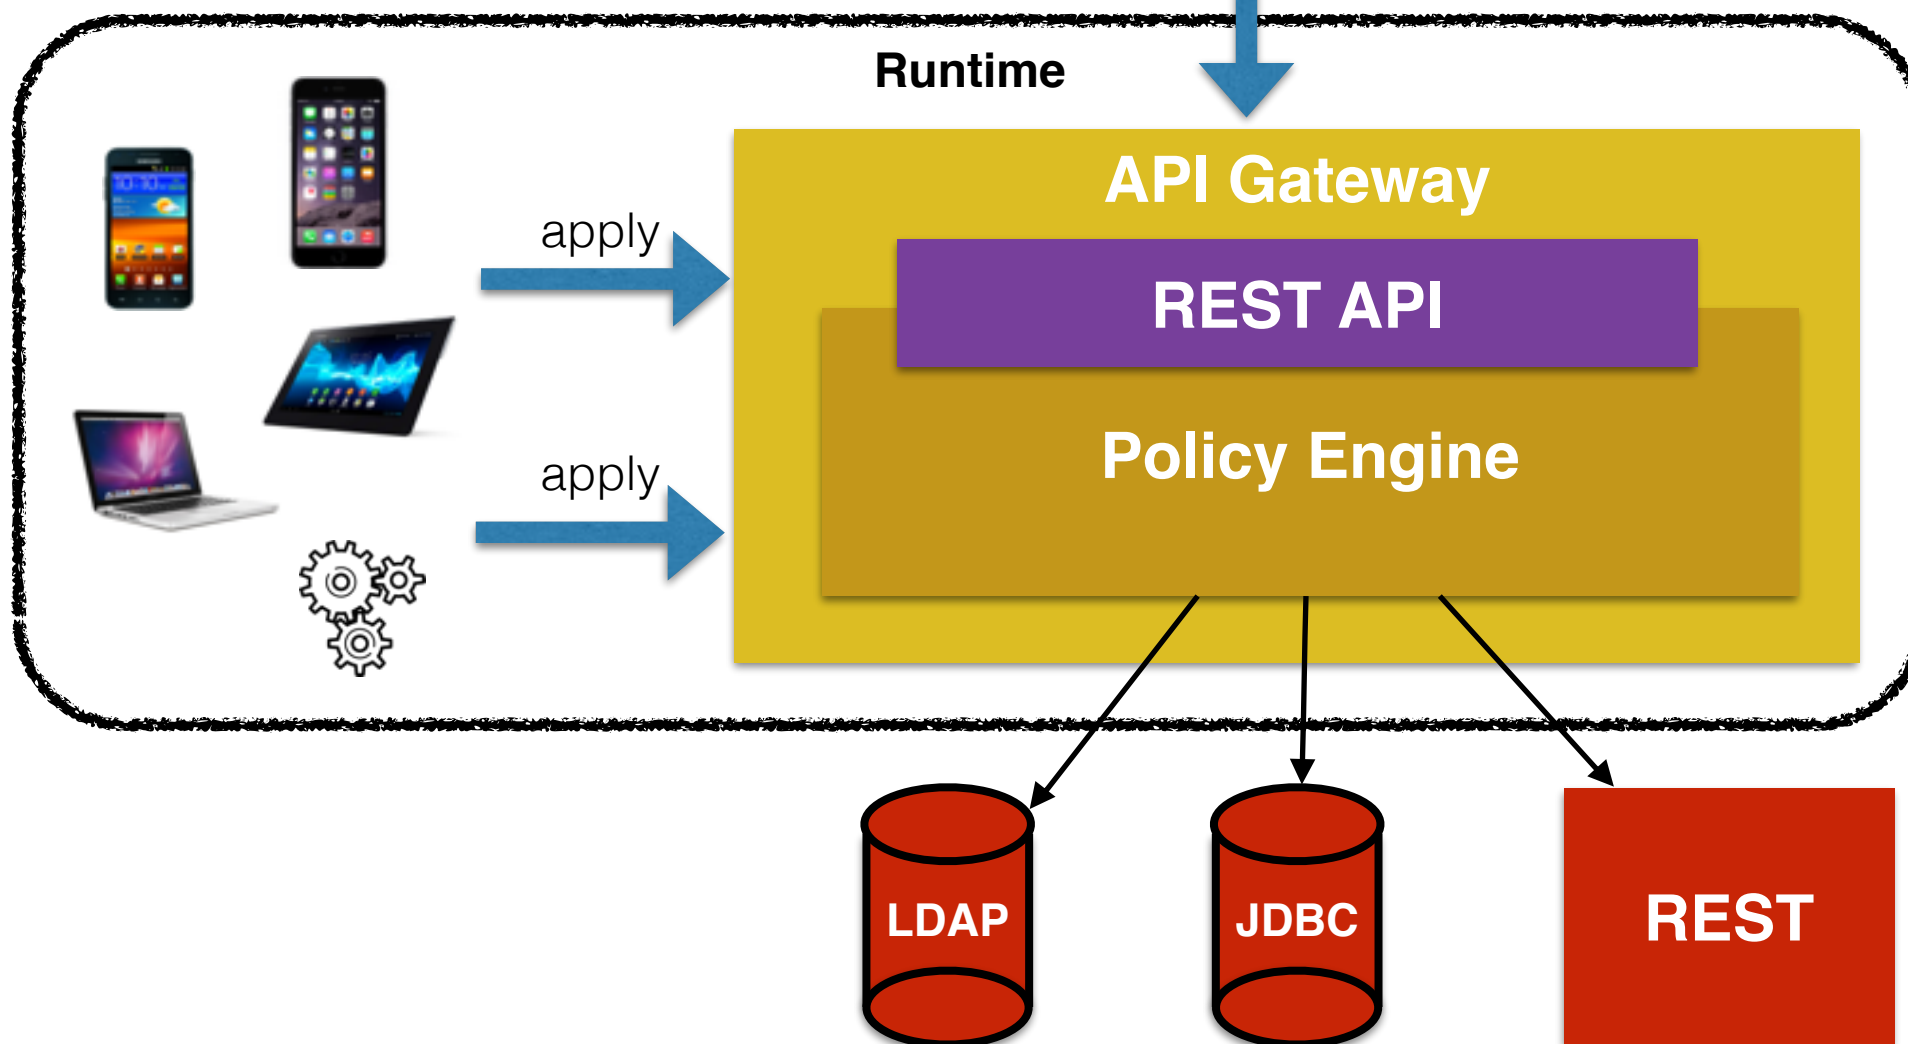 Runtime
API Gateway
apply
REST API
Policy Engine
apply
LDAP
JDBC
REST